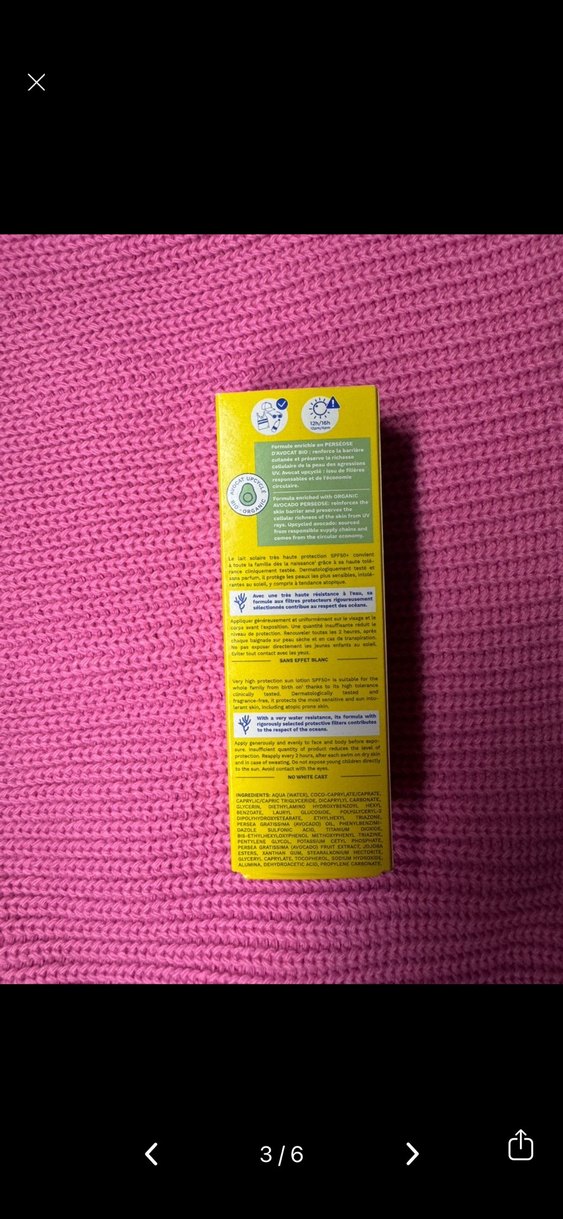 12h/16h
12pm/4pm
AVOCAT UPCYCLÉ
BIO - ORGANIC
Formule enrichie en PERSÉOSE
D'AVOCAT BIO : renforce la barrière
cutanée et préserve la richesse
cellulaire de la peau des agressions
UV. Avocat upcyclé : issu de filières
responsables et de l'économie
circulaire.
Formula enriched with ORGANIC
AVOCADO PERSEOSE: reinforces the
skin barrier and preserves the
cellular richness of the skin from UV
rays. Upcycled avocado: sourced
from responsible supply chains and
comes from the circular economy.
Le lait solaire très haute protection SPF50+ convient
à toute la famille dès la naissance¹ grâce à sa haute tolé-
rance cliniquement testée. Dermatologiquement testé et
sans parfum, il protège les peaux les plus sensibles, intolé-
rantes au soleil, y compris à tendance atopique.
Avec une très haute résistance à l'eau, sa
formule aux filtres protecteurs rigoureusement
sélectionnés contribue au respect des océans.
Appliquer généreusement et uniformément sur le visage et le
corps avant l'exposition. Une quantité insuffisante réduit le
niveau de protection. Renouveler toutes les 2 heures, après
chaque baignade sur peau sèche et en cas de transpiration.
Ne pas exposer directement les jeunes enfants au soleil.
Éviter tout contact avec les yeux.
SANS EFFET BLANC
Very high protection sun lotion SPF50+ is suitable for the
whole family from birth on¹ thanks to its high tolerance
clinically tested. Dermatologically tested and
fragrance-free, it protects the most sensitive and sun into-
lerant skin, including atopic prone skin.
With a very water resistance, its formula with
rigorously selected protective filters contributes
to the respect of the oceans.
Apply generously and evenly to face and body before expo-
sure. Insufficient quantity of product reduces the level of
protection. Reapply every 2 hours, after each swim on dry skin
and in case of sweating. Do not expose young children directly
to the sun. Avoid contact with the eyes.
NO WHITE CAST
INGREDIENTS: AQUA (WATER), COCO-CAPRYLATE/CAPRATE,
CAPRYLIC/CAPRIC TRIGLYCERIDE, DICAPRYLYL CARBONATE,
GLYCERIN, DIETHYLAMINO HYDROXYBENZOYL HEXYL
BENZOATE, LAURYL GLUCOSIDE, POLYGLYCERYL-2
DIPOLYHYDROXYSTEARATE, ETHYLHEXYL TRIAZONE,
PERSEA GRATISSIMA (AVOCADO) OIL, PHENYLBENZIMI-
DAZOLE SULFONIC ACID, TITANIUM DIOXIDE,
BIS-ETHYLHEXYLOXYPHENOL METHOXYPHENYL TRIAZINE,
PENTYLENE GLYCOL, POTASSIUM CETYL PHOSPHATE,
PERSEA GRATISSIMA (AVOCADO) FRUIT EXTRACT, JOJOBA
ESTERS, XANTHAN GUM, STEARALKONIUM HECTORITE,
GLYCERYL CAPRYLATE, TOCOPHEROL, SODIUM HYDROXIDE,
ALUMINA, DEHYDROACETIC ACID, PROPYLENE CARBONATE.
3 / 6